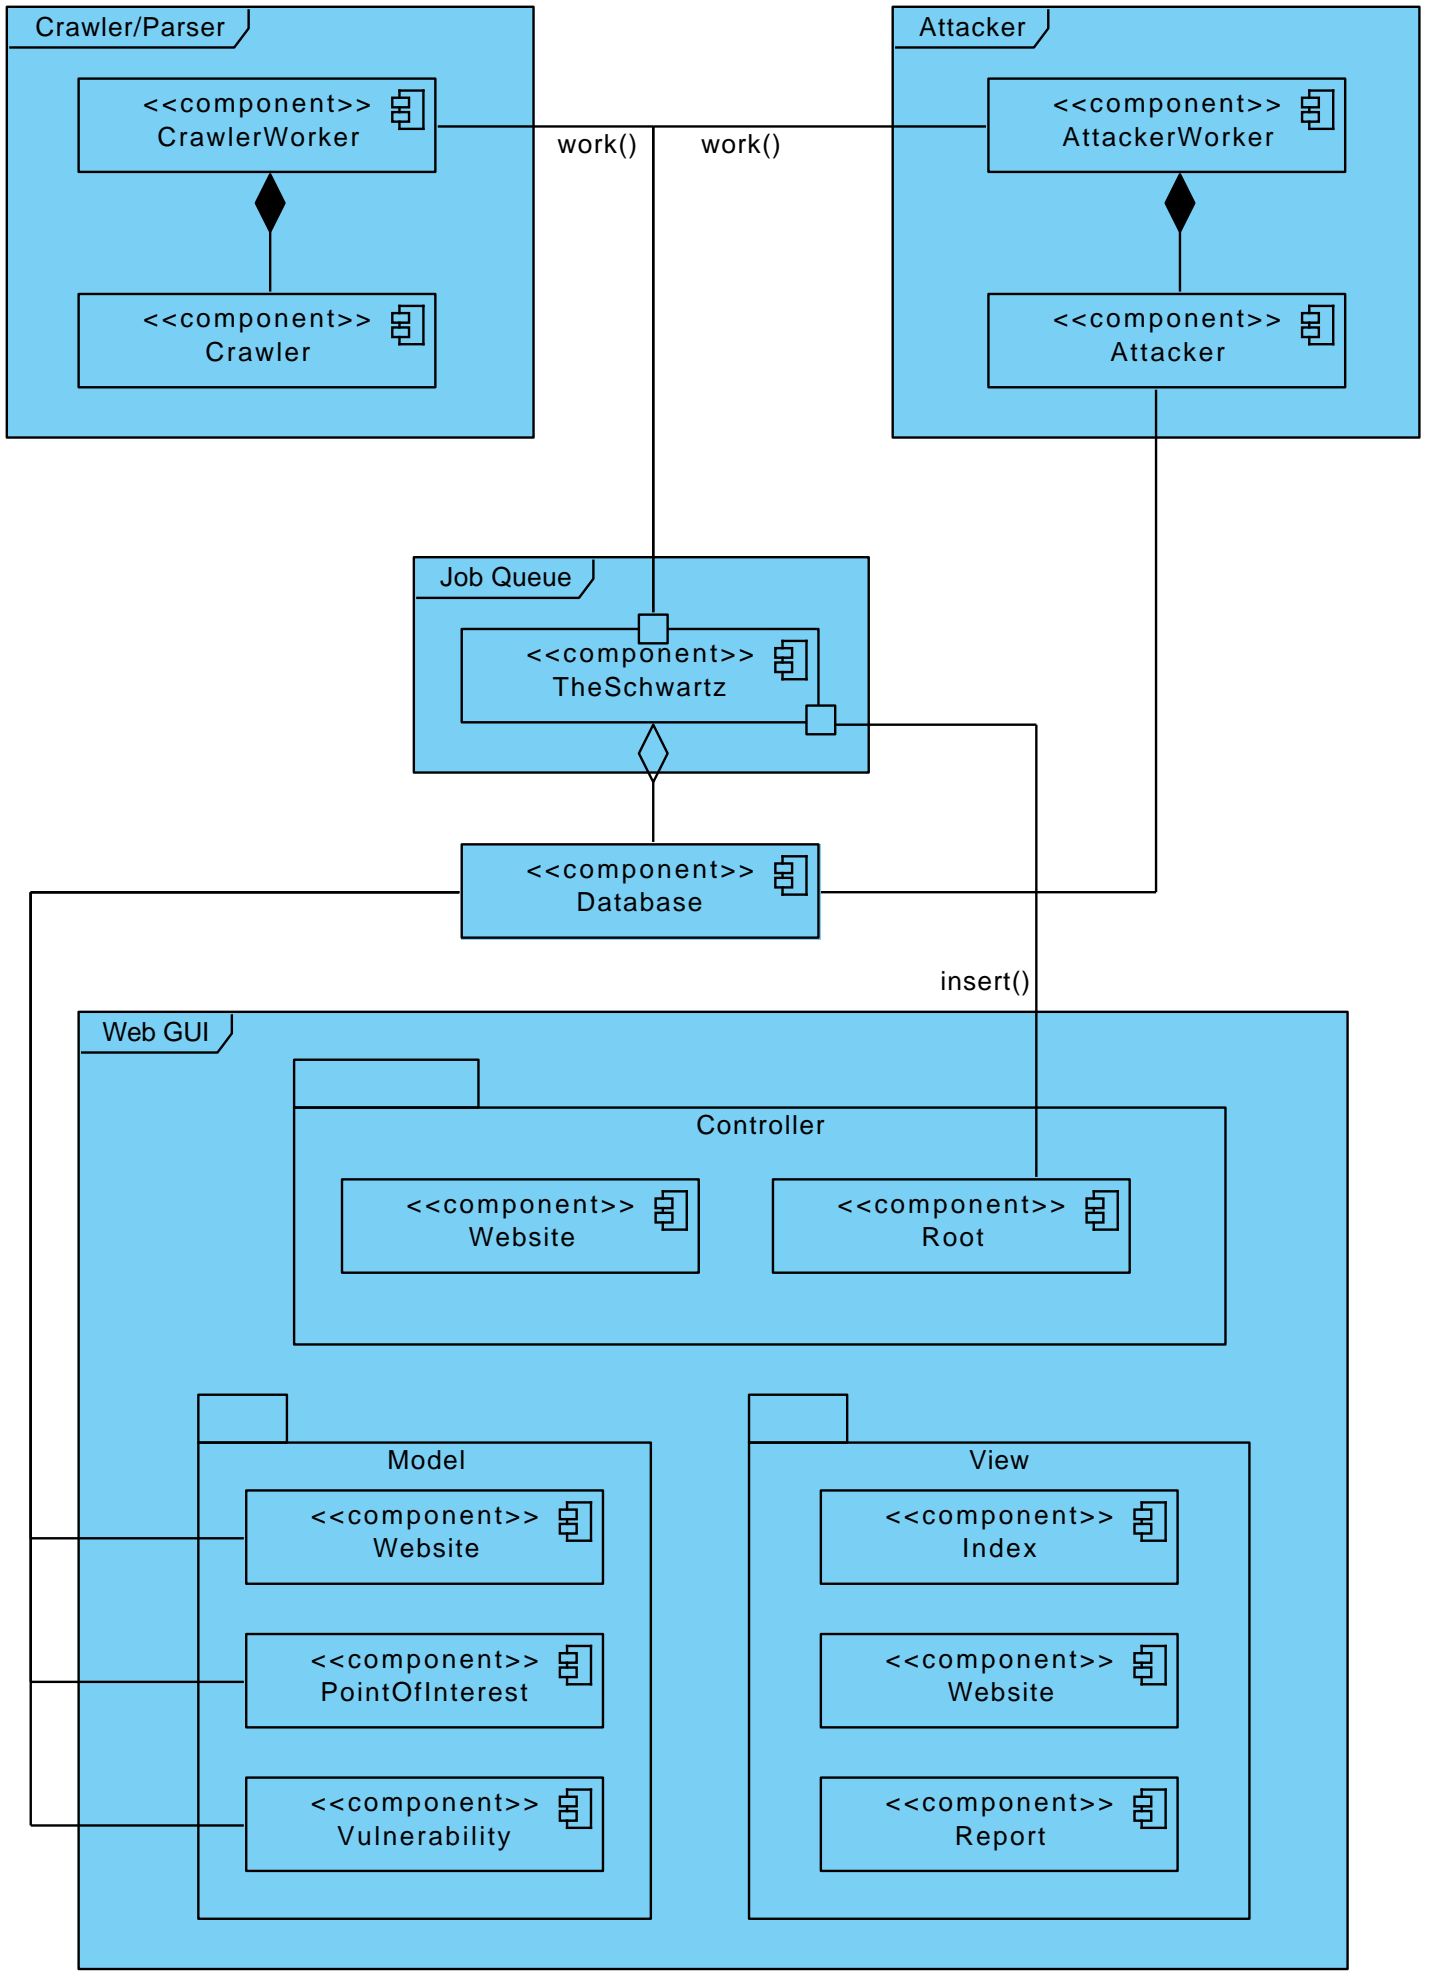 Crawler/Parser
<<component>>
CrawlerWorker
<<component>>
Crawler
work()
work()
Attacker
<<component>>
AttackerWorker
<<component>>
Attacker
Job Queue
<<component>>
TheSchwartz
<<component>>
Database
insert()
Web GUI
Controller
<<component>>
Website
<<component>>
Root
Model
<<component>>
Website
<<component>>
PointOfInterest
<<component>>
Vulnerability
View
<<component>>
Index
<<component>>
Website
<<component>>
Report